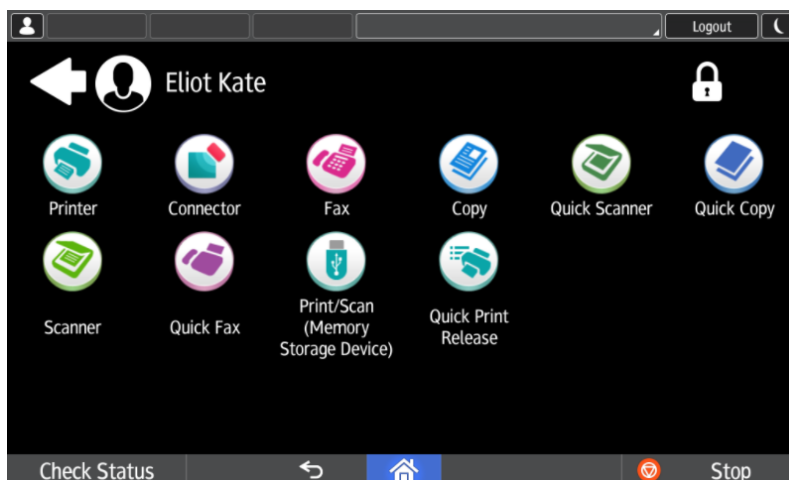 Logout
Eliot Kate
Printer
Connector
Fax
Copy
Quick Scanner
Quick Copy
Scanner
Quick Fax
Print/Scan
(Memory
Storage Device)
Quick Print
Release
Check Status
Stop